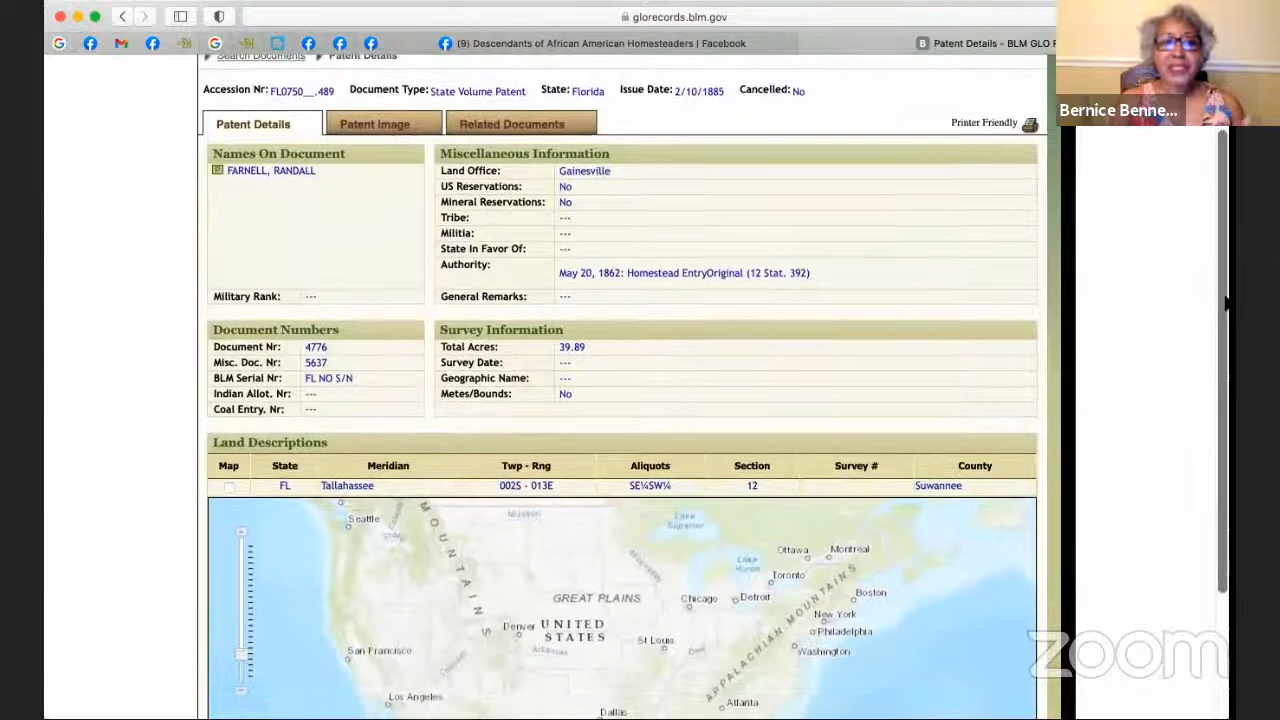 glorecords.blm.gov
(9) Descendants of African American Homesteaders | Facebook
Patent Details - BLM GLO
Search Documents Patent Details
Accession Nr: FL0750__.489 Document Type: State Volume Patent State: Florida Issue Date: 2/10/1885 Cancelled: No
Patent Details Patent Image Related Documents Printer Friendly
Bernice Benne...
Names On Document
FARNELL, RANDALL
Military Rank: ---
Miscellaneous Information
Land Office: Gainesville
US Reservations: No
Mineral Reservations: No
Tribe: ---
Militia: ---
State In Favor Of: ---
Authority: May 20, 1862: Homestead EntryOriginal (12 Stat. 392)
General Remarks: ---
Document Numbers
Document Nr: 4776
Misc. Doc. Nr: 5637
BLM Serial Nr: FL NO S/N
Indian Allot. Nr: ---
Coal Entry. Nr: ---
Survey Information
Total Acres: 39.89
Survey Date: ---
Geographic Name: ---
Metes/Bounds: No
Land Descriptions
Map State Meridian Twp - Rng Aliquots Section Survey # County
FL Tallahassee 002S - 013E SE¼SW¼ 12 Suwannee
Seattle
MOUNTAINS
Missouri
Lake Superior
Ottawa Montreal
Lake Huron
Toronto
Boston
GREAT PLAINS
Chicago Detroit
New York
Denver UNITED STATES
Philadelphia
St Louis
Washington
San Francisco
Arkansas
APPALACHIAN MOUNTAINS
Los Angeles
Atlanta
Dallas
zoom